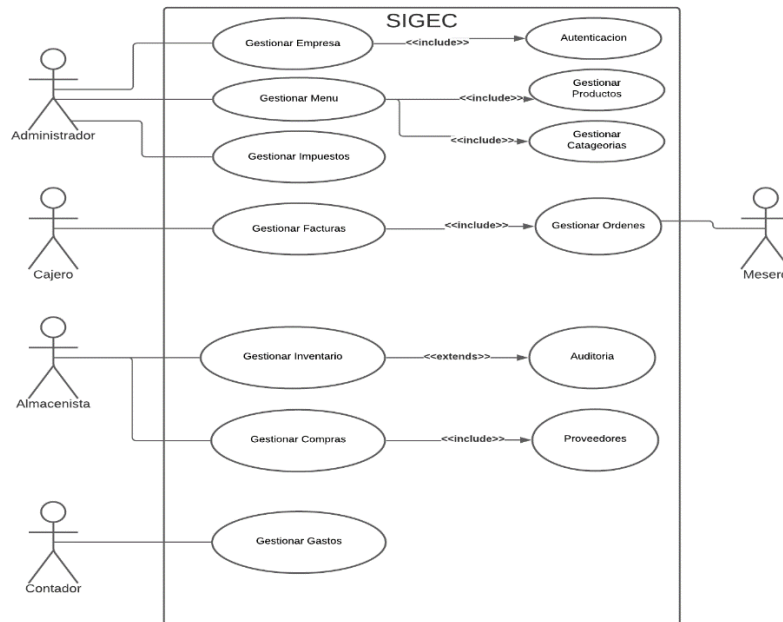 SIGEC
Gestionar Empresa
<<include>>
Autenticacion
Administrador
Gestionar Menu
<<include>>
Gestionar
Productos
<<include>>
Gestionar
Catageorias
Gestionar Impuestos
Cajero
Gestionar Facturas
<<include>>
Gestionar Ordenes
Mesero
Almacenista
Gestionar Inventario
<<extends>>
Auditoria
Gestionar Compras
<<include>>
Proveedores
Contador
Gestionar Gastos